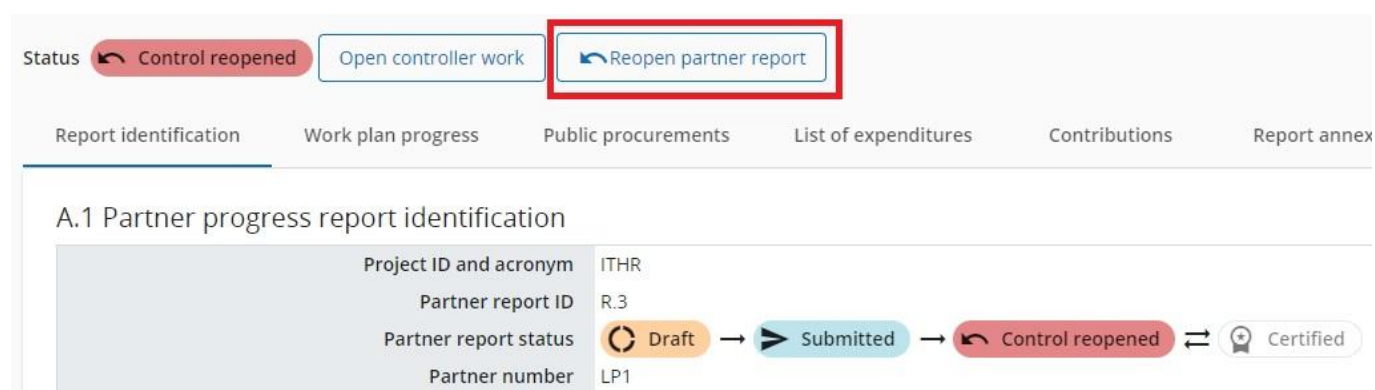 Status Control reopened Open controller work Reopen partner report
Report identification Work plan progress Public procurements List of expenditures Contributions Report annex
A.1 Partner progress report identification
Project ID and acronym ITHR
Partner report ID R.3
Partner report status Draft → Submitted → Control reopened ⇄ Certified
Partner number LP1